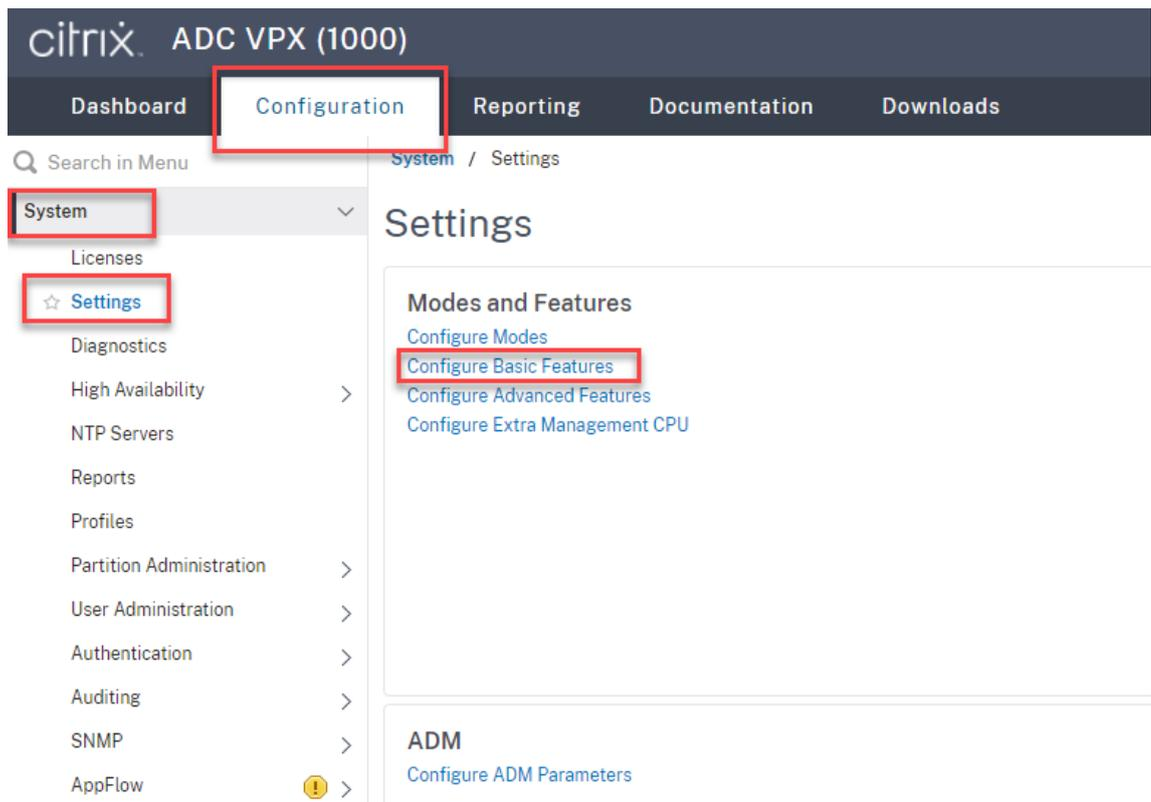 citrix. ADC VPX (1000)
Dashboard Configuration Reporting Documentation Downloads
Search in Menu
System / Settings
System
Licenses
Settings
Diagnostics
High Availability
NTP Servers
Reports
Profiles
Partition Administration
User Administration
Authentication
Auditing
SNMP
AppFlow
Settings
Modes and Features
Configure Modes
Configure Basic Features
Configure Advanced Features
Configure Extra Management CPU
ADM
Configure ADM Parameters